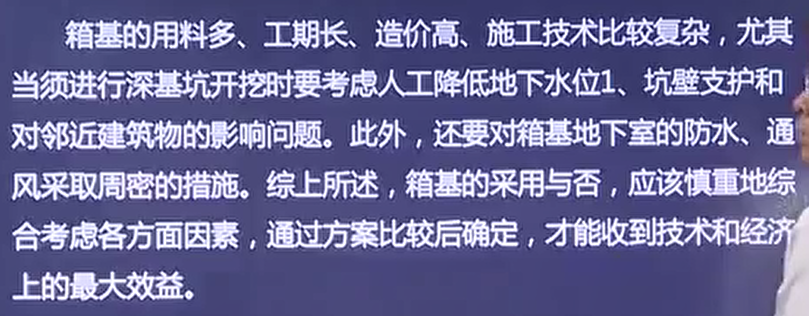 箱基的用料多、工期长、造价高、施工技术比较复杂，尤其
当须进行深基坑开挖时要考虑人工降低地下水位1、坑壁支护和
对邻近建筑物的影响问题。此外，还要对箱基地下室的防水、通
风采取周密的措施。综上所述，箱基的采用与否，应该慎重地综
合考虑各方面因素，通过方案比较后确定，才能收到技术和经济
上的最大效益。